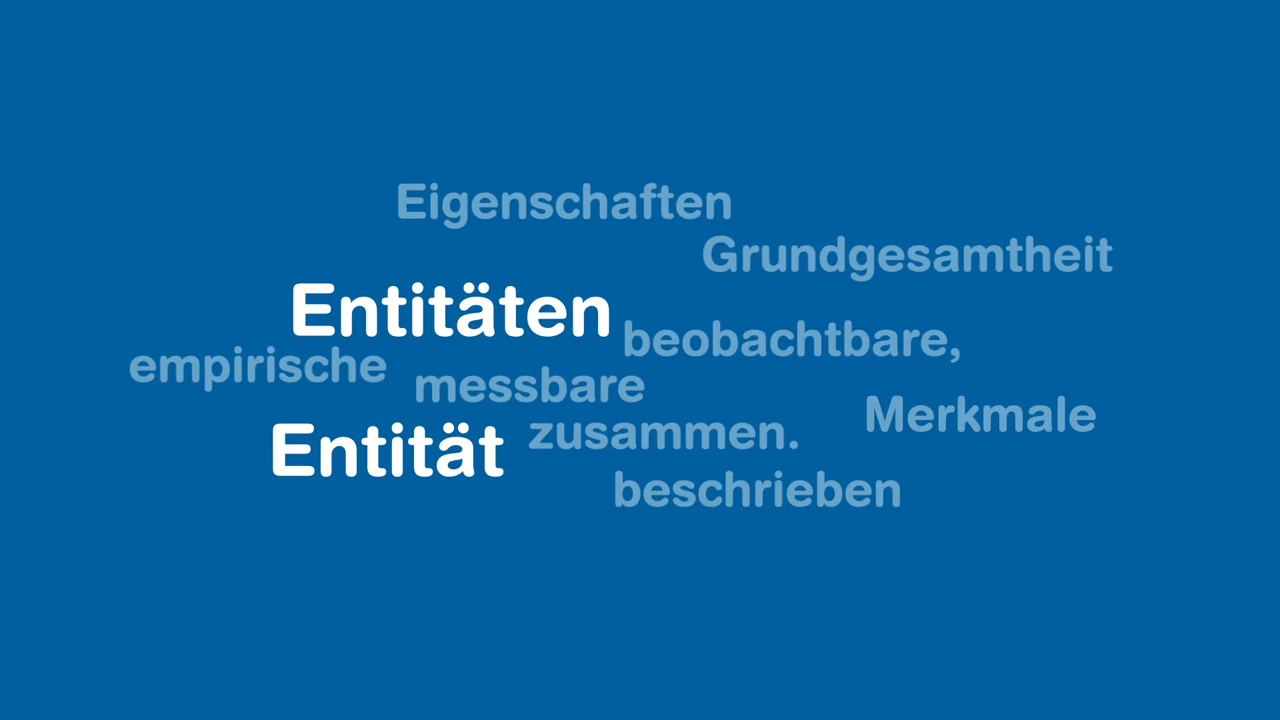 Eigenschaften
Grundgesamtheit
Entitäten
beobachtbare,
empirische
messbare
Merkmale
zusammen.
Entität
beschrieben